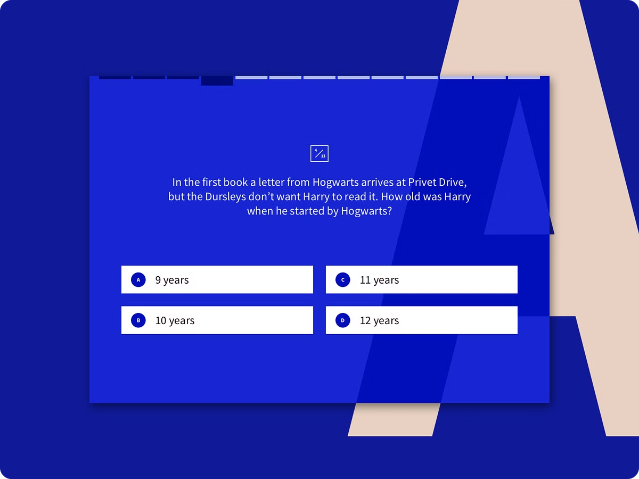 In the first book a letter from Hogwarts arrives at Privet Drive,
but the Dursleys don't want Harry to read it. How old was Harry
when he started by Hogwarts?
A 9 years
C 11 years
B 10 years
D 12 years